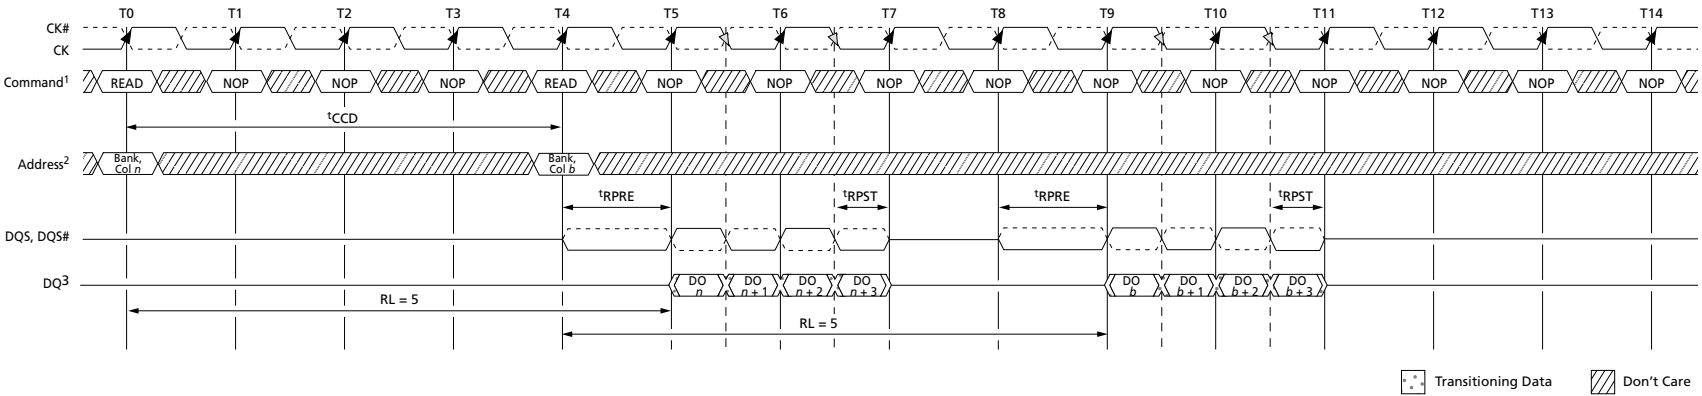 T0 T1 T2 T3 T4 T5 T6 T7 T8 T9 T10 T11 T12 T13 T14
CK#
CK
Command1 READ NOP NOP NOP READ NOP NOP NOP NOP NOP NOP NOP NOP NOP NOP
tCCD
Address2 Bank, Col n Bank, Col b
tRPRE tRPST tRPRE tRPST
DQS, DQS#
DQ3 DO n DO n + 1 DO n + 2 DO n + 3 DO b DO b + 1 DO b + 2 DO b + 3
RL = 5
RL = 5
Transitioning Data Don't Care